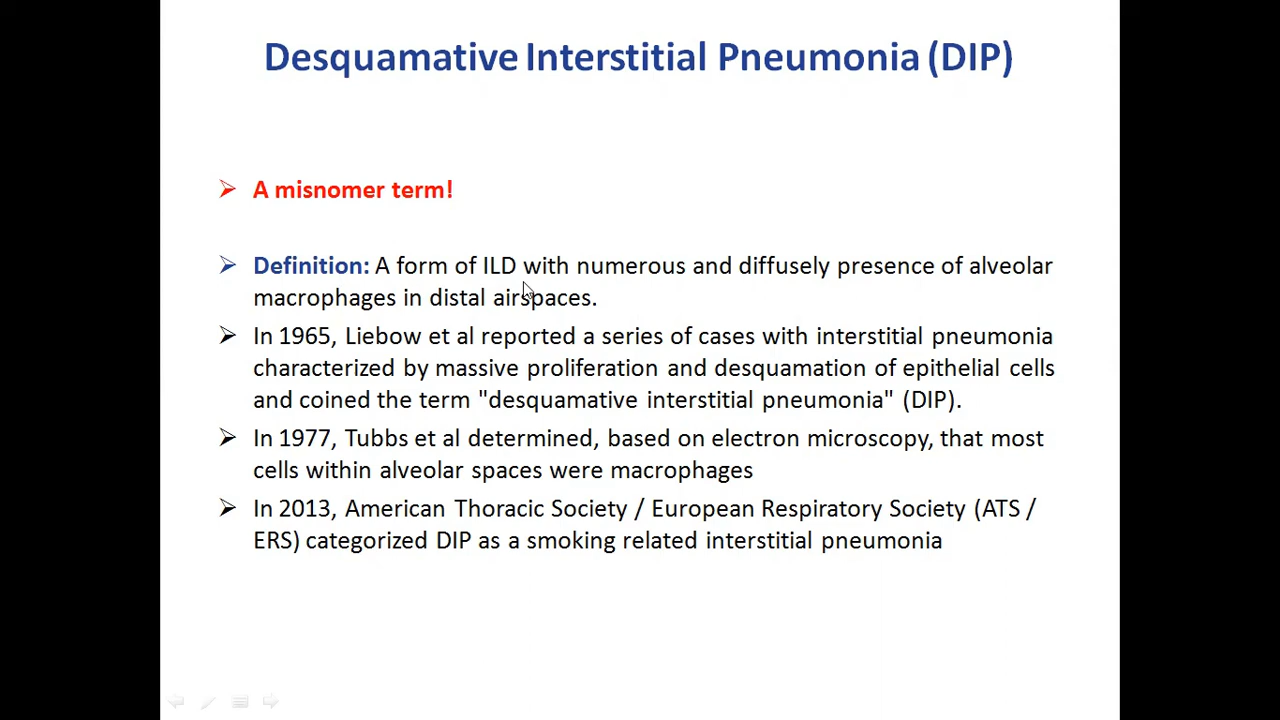 Desquamative Interstitial Pneumonia (DIP)
A misnomer term!
Definition: A form of ILD with numerous and diffusely presence of alveolar
macrophages in distal airspaces.
In 1965, Liebow et al reported a series of cases with interstitial pneumonia
characterized by massive proliferation and desquamation of epithelial cells
and coined the term "desquamative interstitial pneumonia" (DIP).
In 1977, Tubbs et al determined, based on electron microscopy, that most
cells within alveolar spaces were macrophages
In 2013, American Thoracic Society / European Respiratory Society (ATS /
ERS) categorized DIP as a smoking related interstitial pneumonia